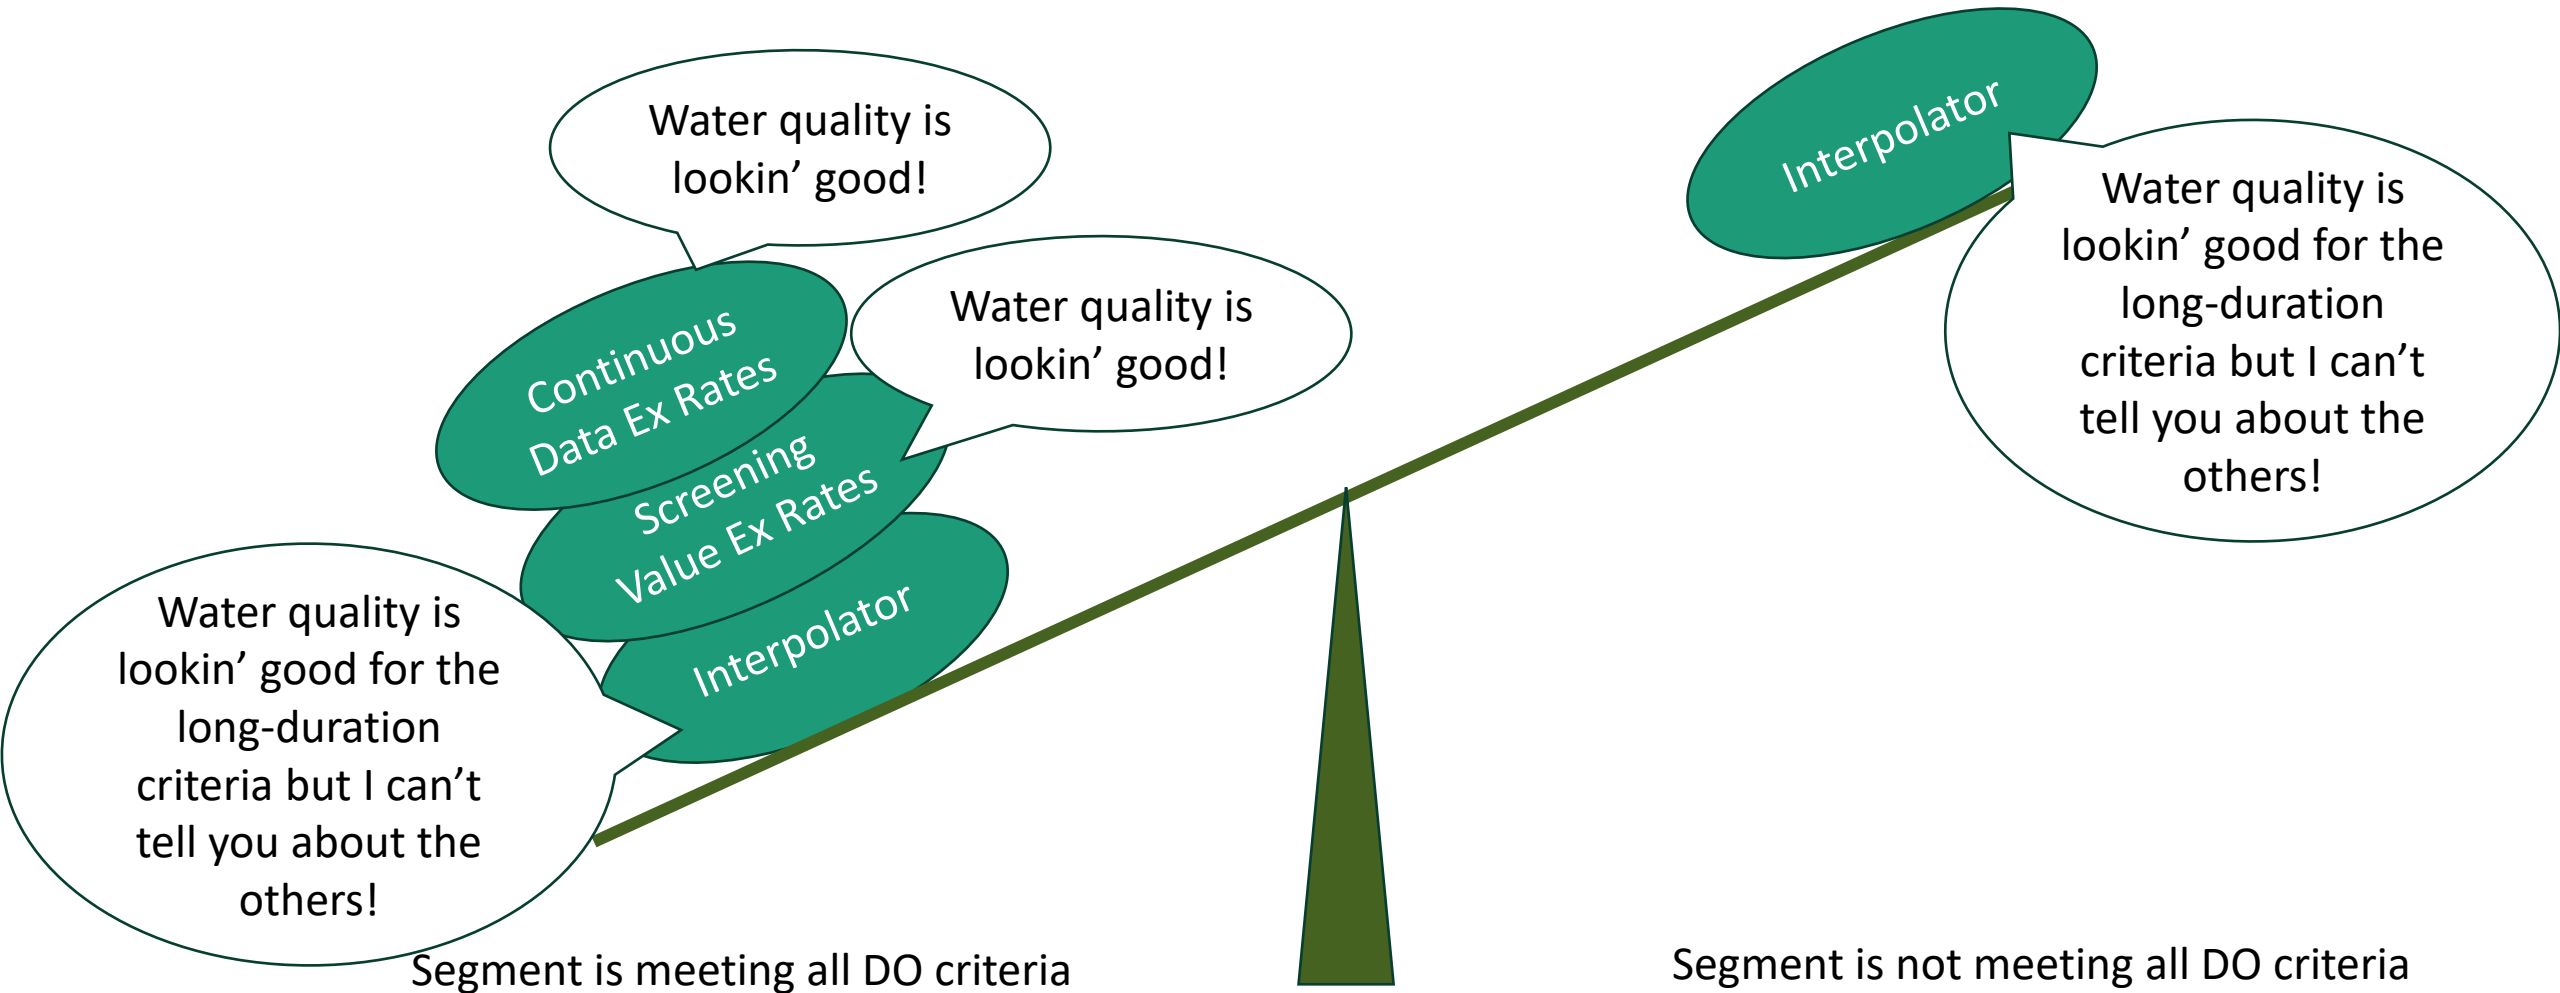 Water quality is
lookin’ good!
Continuous
Data Ex Rates
Water quality is
lookin’ good!
Screening
Value Ex Rates
Water quality is
lookin’ good for the
long-duration
criteria but I can’t
tell you about the
others!
Interpolator
Segment is meeting all DO criteria
Interpolator
Water quality is
lookin’ good for the
long-duration
criteria but I can’t
tell you about the
others!
Segment is not meeting all DO criteria